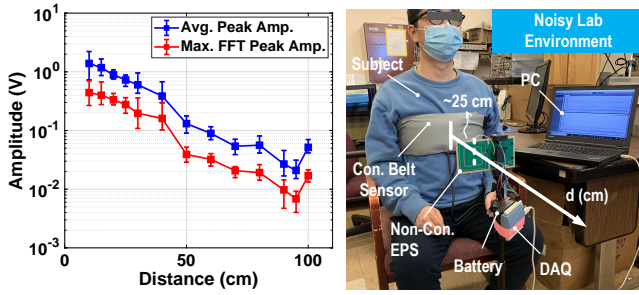 Avg. Peak Amp.
Max. FFT Peak Amp.
Amplitude (V)
10¹
10⁰
10⁻¹
10⁻²
10⁻³
0
50
100
Distance (cm)
Noisy Lab
Environment
Subject
PC
~25 cm
Con. Belt
Sensor
d (cm)
Non-Con.
EPS
Battery
DAQ